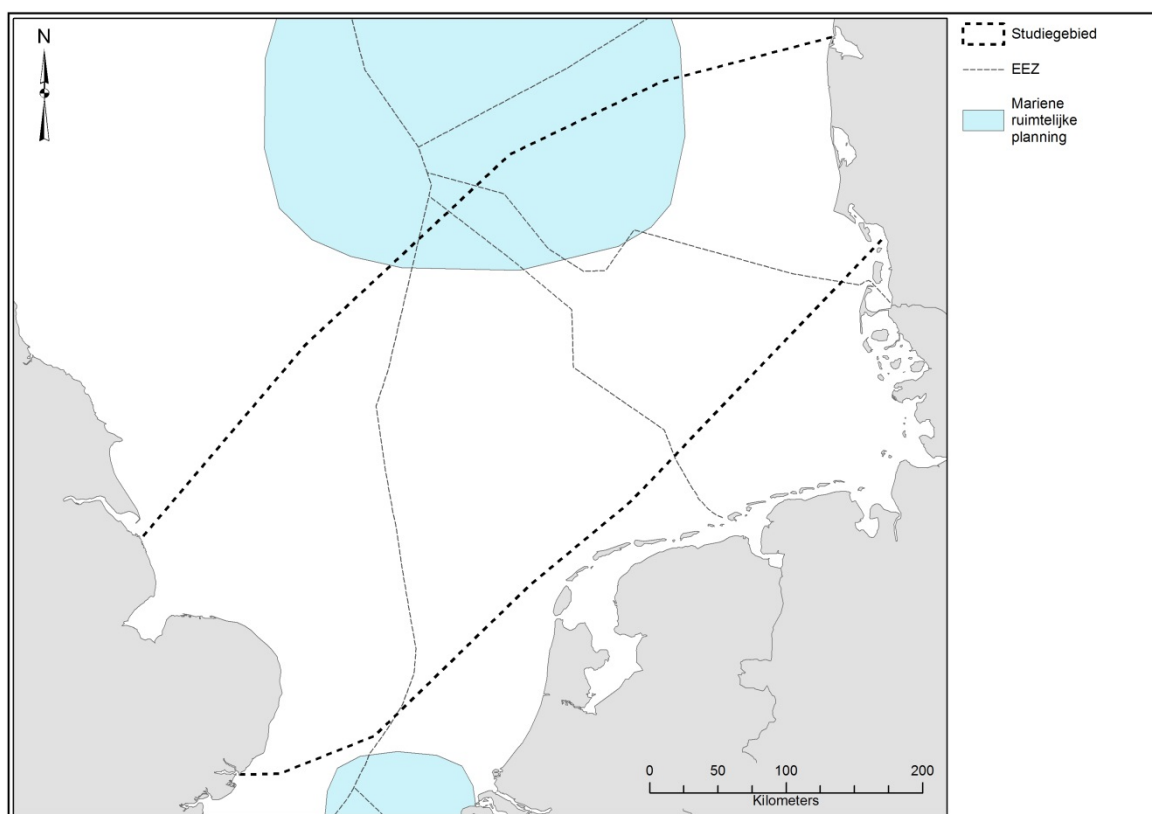 N
Studiegebied
EEZ
Mariene
ruimtelijke
planning
0 50 100 200
Kilometers